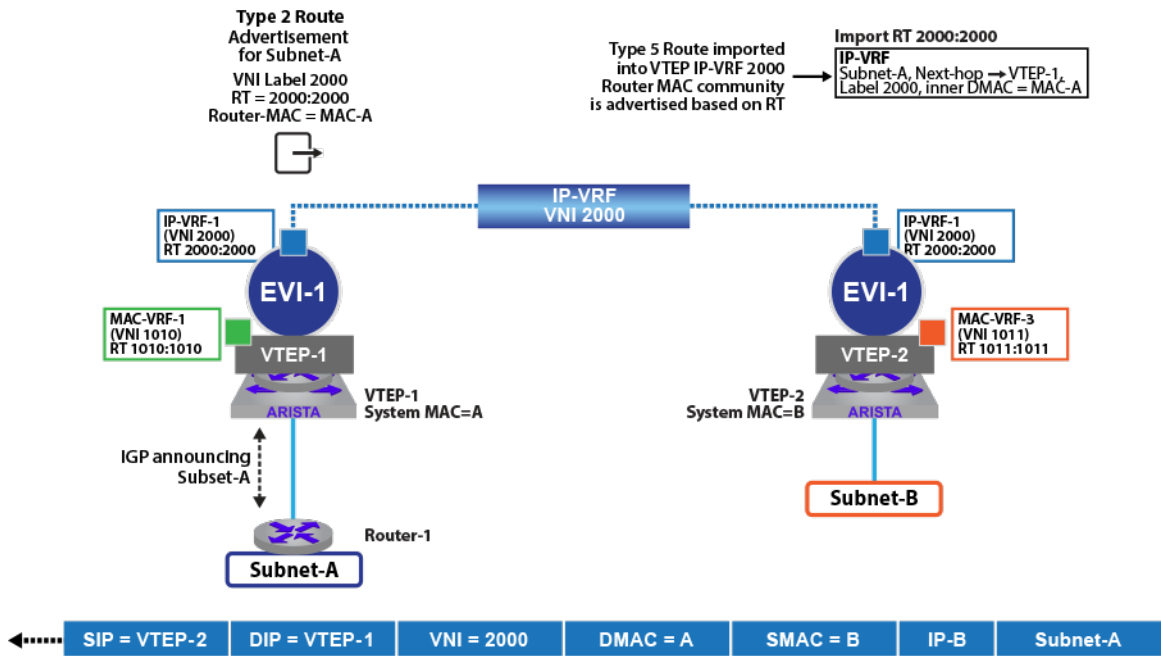 Type 2 Route
Advertisement
for Subnet-A
VNI Label 2000
RT = 2000:2000
Router-MAC = MAC-A
Type 5 Route imported
into VTEP IP-VRF 2000
Router MAC community
is advertised based on RT
Import RT 2000:2000
IP-VRF
Subnet-A, Next-hop → VTEP-1,
Label 2000, inner DMAC = MAC-A
IP-VRF
VNI 2000
IP-VRF-1
(VNI 2000)
RT 2000:2000
EVI-1
MAC-VRF-1
(VNI 1010)
RT 1010:1010
VTEP-1
ARISTA
VTEP-1
System MAC=A
IGP announcing
Subset-A
Router-1
Subnet-A
IP-VRF-1
(VNI 2000)
RT 2000:2000
EVI-1
MAC-VRF-3
(VNI 1011)
RT 1011:1011
VTEP-2
VTEP-2
System MAC=B
ARISTA
Subnet-B
SIP = VTEP-2 DIP = VTEP-1 VNI = 2000 DMAC = A SMAC = B IP-B Subnet-A